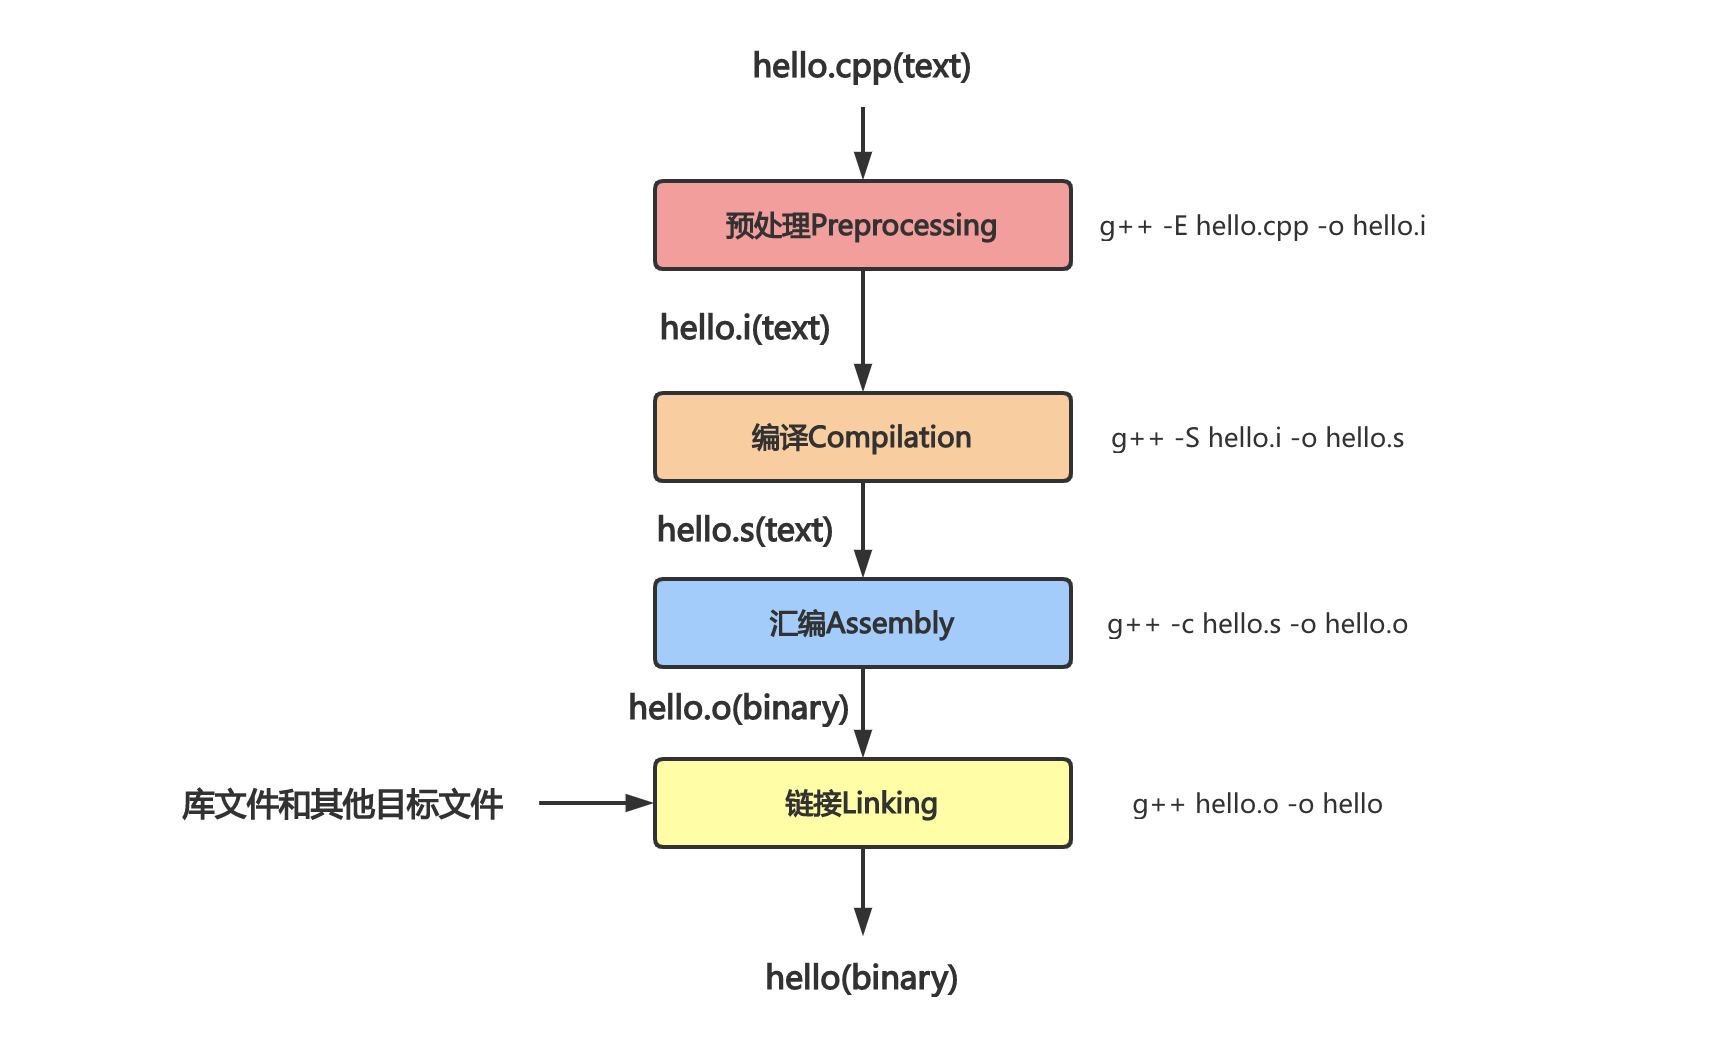 hello.cpp(text)
预处理Preprocessing
g++ -E hello.cpp -o hello.i
hello.i(text)
编译Compilation
g++ -S hello.i -o hello.s
hello.s(text)
汇编Assembly
g++ -c hello.s -o hello.o
hello.o(binary)
库文件和其他目标文件
链接Linking
g++ hello.o -o hello
hello(binary)